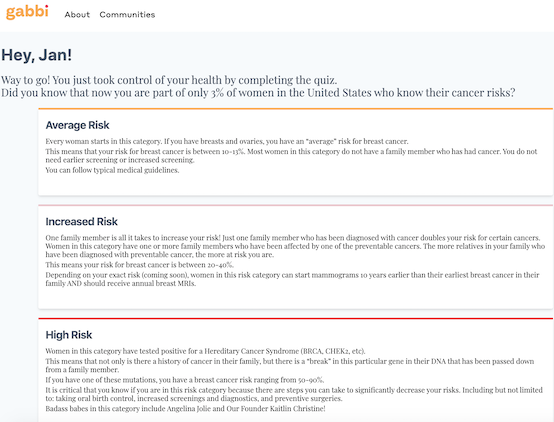 gabbi
About Communities
Hey, Jan!
Way to go! You just took control of your health by completing the quiz.
Did you know that now you are part of only 3% of women in the United States who know their cancer risks?
Average Risk
Every woman starts in this category. If you have breasts and ovaries, you have an “average” risk for breast cancer.
This means that your risk for breast cancer is between 10-13%. Most women in this category do not have a family member who has had cancer. You do not
need earlier screening or increased screening.
You can follow typical medical guidelines.
Increased Risk
One family member is all it takes to increase your risk! Just one family member who has been diagnosed with cancer doubles your risk for certain cancers.
Women in this category have one or more family members who have been affected by one of the preventable cancers. The more relatives in your family who
have been diagnosed with preventable cancer, the more at risk you are.
This means your risk for breast cancer is between 20-40%.
Depending on your exact risk (coming soon), women in this risk category can start mammograms 10 years earlier than their earliest breast cancer in their
family AND should receive annual breast MRIs.
High Risk
Women in this category have tested positive for a Hereditary Cancer Syndrome (BRCA, CHEK2, etc).
This means that not only is there a history of cancer in their family, but there is a “break” in this particular gene in their DNA that has been passed down
from a family member.
If you have one of these mutations, you have a breast cancer risk ranging from 50-90%.
It is critical that you know if you are in this risk category because there are steps you can take to significantly decrease your risks. Including but not limited
to: taking oral birth control, increased screenings and diagnostics, and preventive surgeries.
Badass babes in this category include Angelina Jolie and Our Founder Kaitlin Christine!